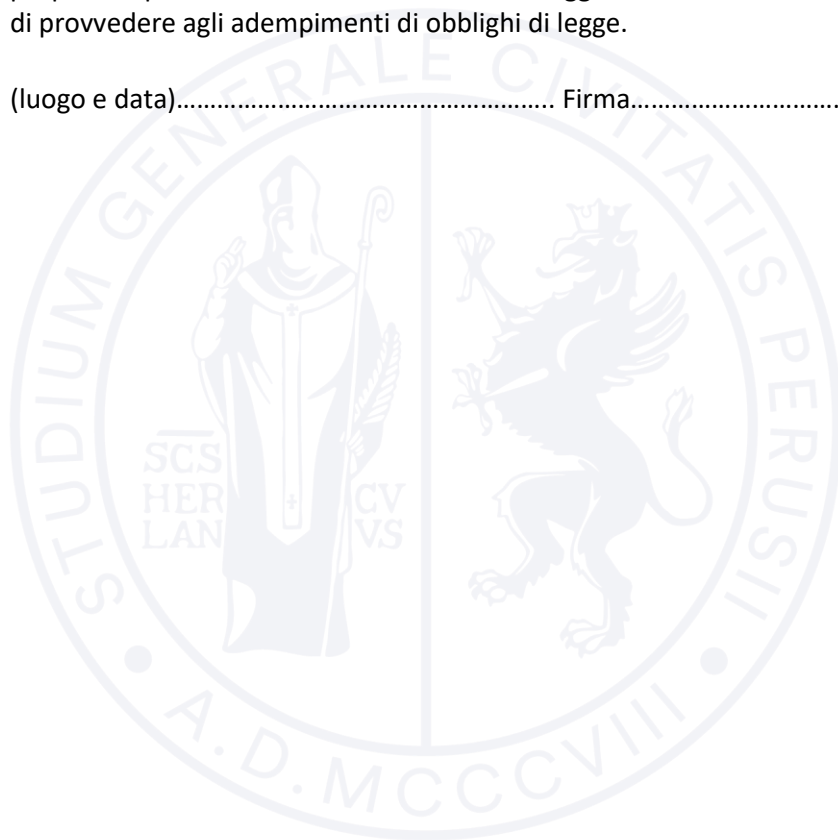 di provvedere agli adempimenti di obblighi di legge.
(luogo e data)…………………………………………….. Firma………………………….
STUDIUM GENERALE CIVITATIS PERUSII
SCS
HER
LAN
CV
VS
• A.D. MCCCVIII •